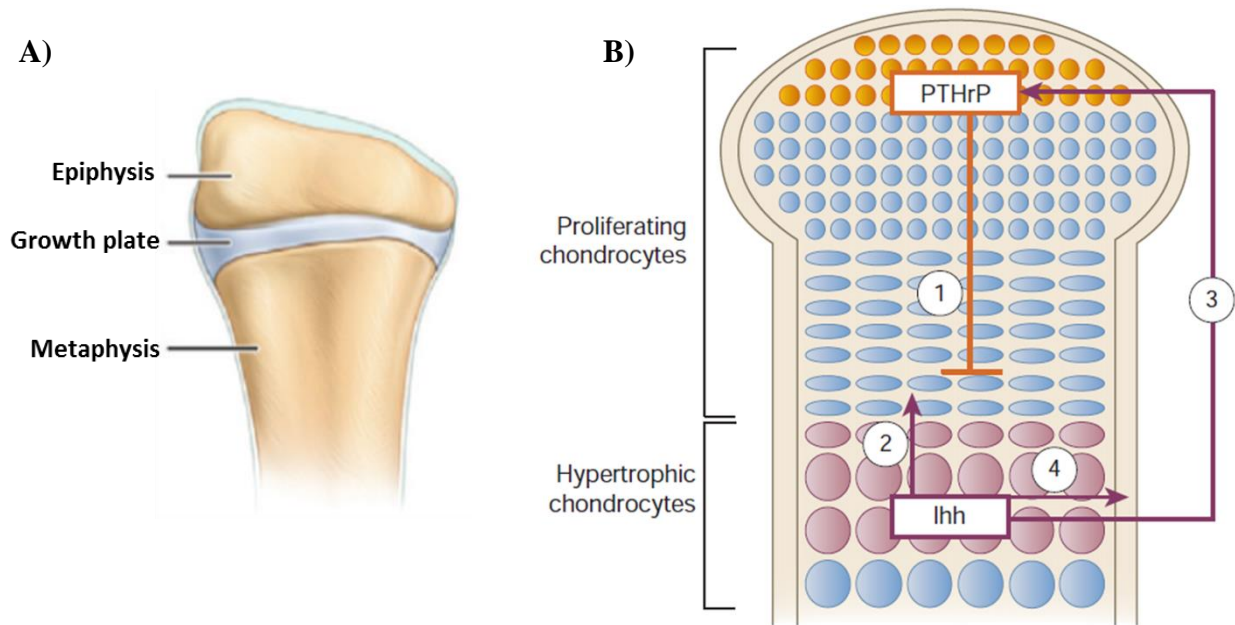 A)
Epiphysis
Growth plate
Metaphysis
B)
PTHrP
Proliferating
chondrocytes
1
3
2
4
Hypertrophic
chondrocytes
Ihh